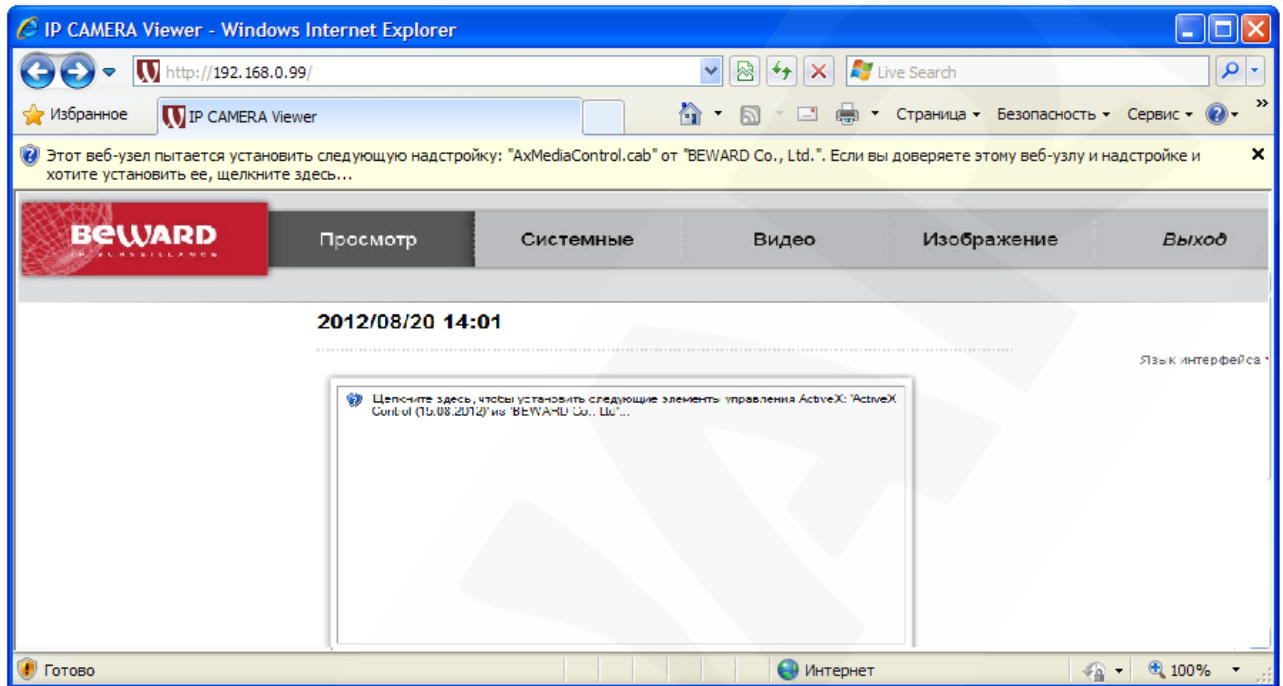 IP CAMERA Viewer - Windows Internet Explorer
http://192.168.0.99/
Live Search
Избранное
IP CAMERA Viewer
Страница
Безопасность
Сервис
Этот веб-узел пытается установить следующую надстройку: "AxMediaControl.cab" от "BEWARD Co., Ltd.". Если вы доверяете этому веб-узлу и надстройке и
хотите установить ее, щелкните здесь...
BEWARD
Просмотр
Системные
Видео
Изображение
Выход
2012/08/20 14:01
Язык интерфейса
Щелкните здесь, чтобы установить следующие элементы управления ActiveX: 'ActiveX
Control (15.08.2012)' из 'BEWARD Co., Ltd'...
Готово
Интернет
100%